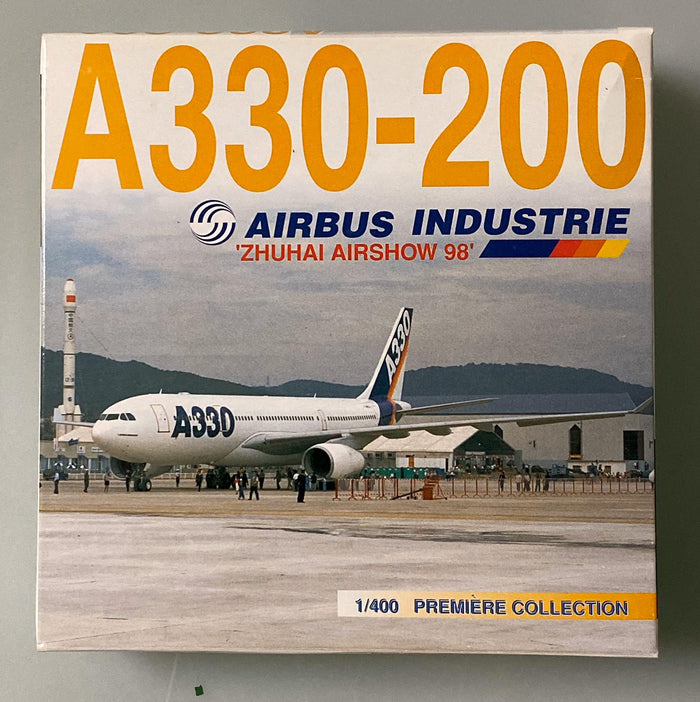 A330-200
AIRBUS INDUSTRIE
'ZHUHAI AIRSHOW 98'
A330
A330
1/400 PREMIÈRE COLLECTION